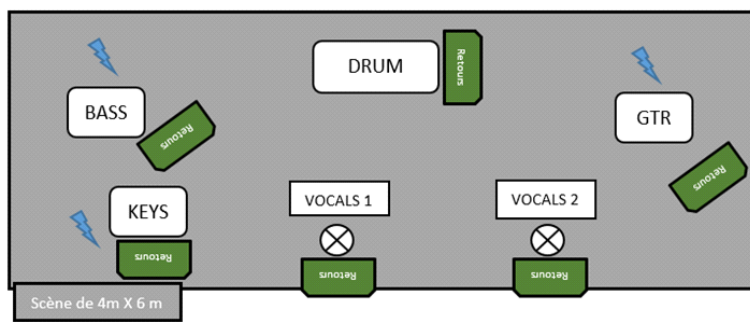 DRUM
Retours
BASS
Retours
GTR
Retours
KEYS
Retours
VOCALS 1
Retours
VOCALS 2
Retours
Scène de 4m X 6 m